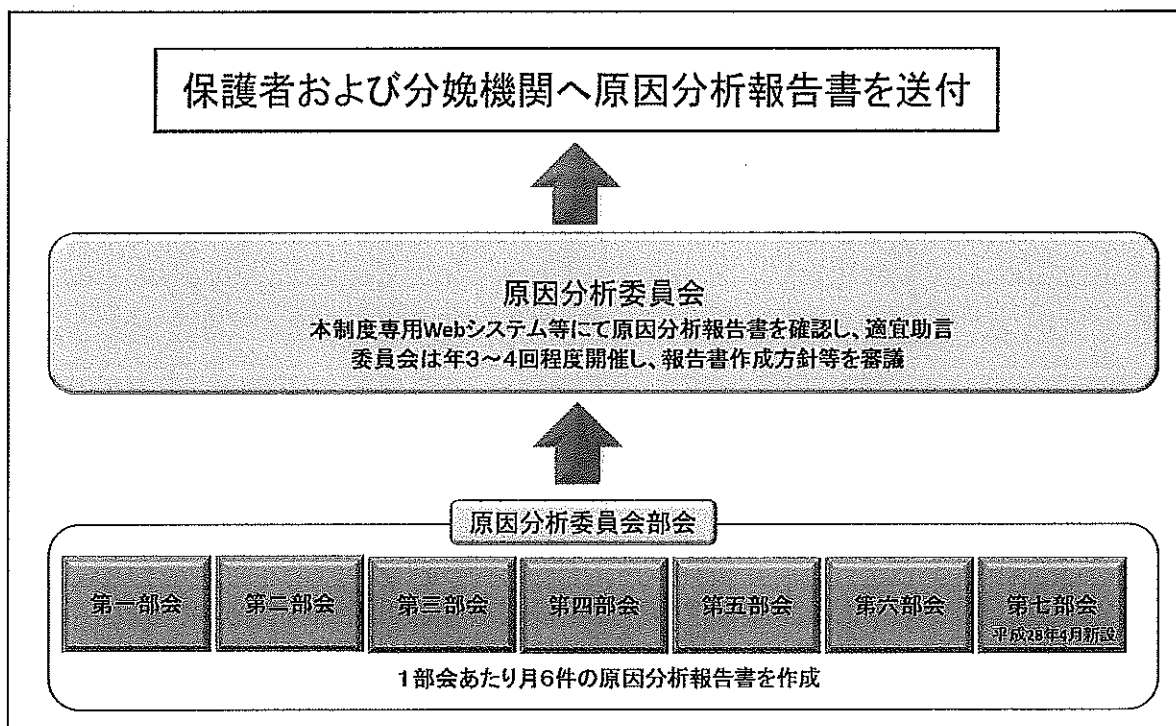 保護者および分娩機関へ原因分析報告書を送付
原因分析委員会
本制度専用Webシステム等にて原因分析報告書を確認し、適宜助言
委員会は年3～4回程度開催し、報告書作成方針等を審議
原因分析委員会部会
第一部会
第二部会
第三部会
第四部会
第五部会
第六部会
第七部会
平成28年4月新設
1部会あたり月6件の原因分析報告書を作成